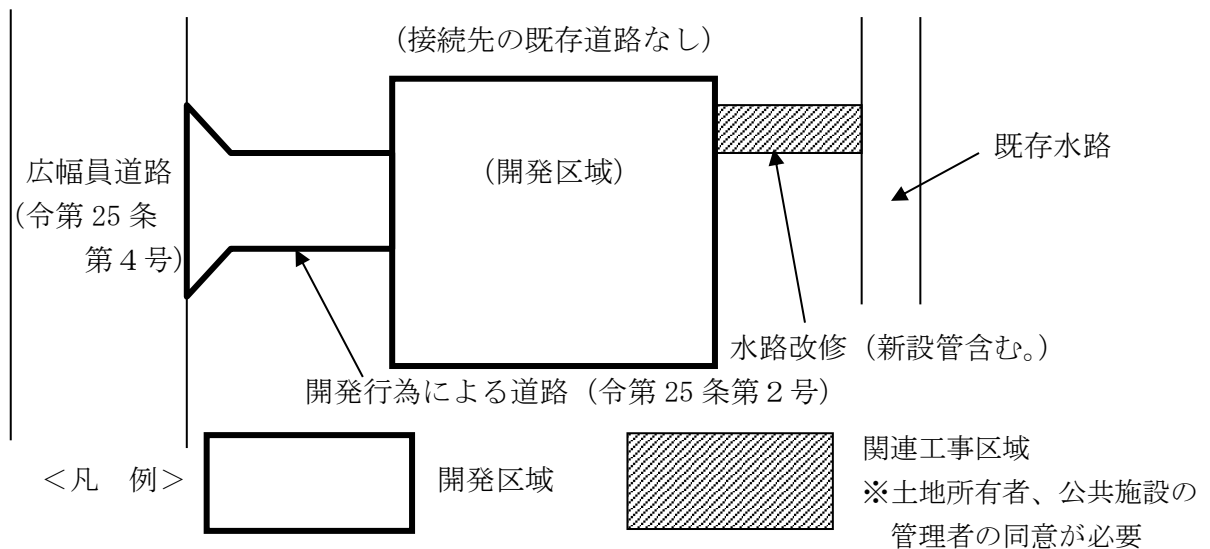 (接続先の既存道路なし)
広幅員道路
(令第 25 条
第４号)
(開発区域)
既存水路
水路改修（新設管含む。）
開発行為による道路（令第 25 条第２号）
＜凡　例＞
開発区域
関連工事区域
※土地所有者、公共施設の
管理者の同意が必要